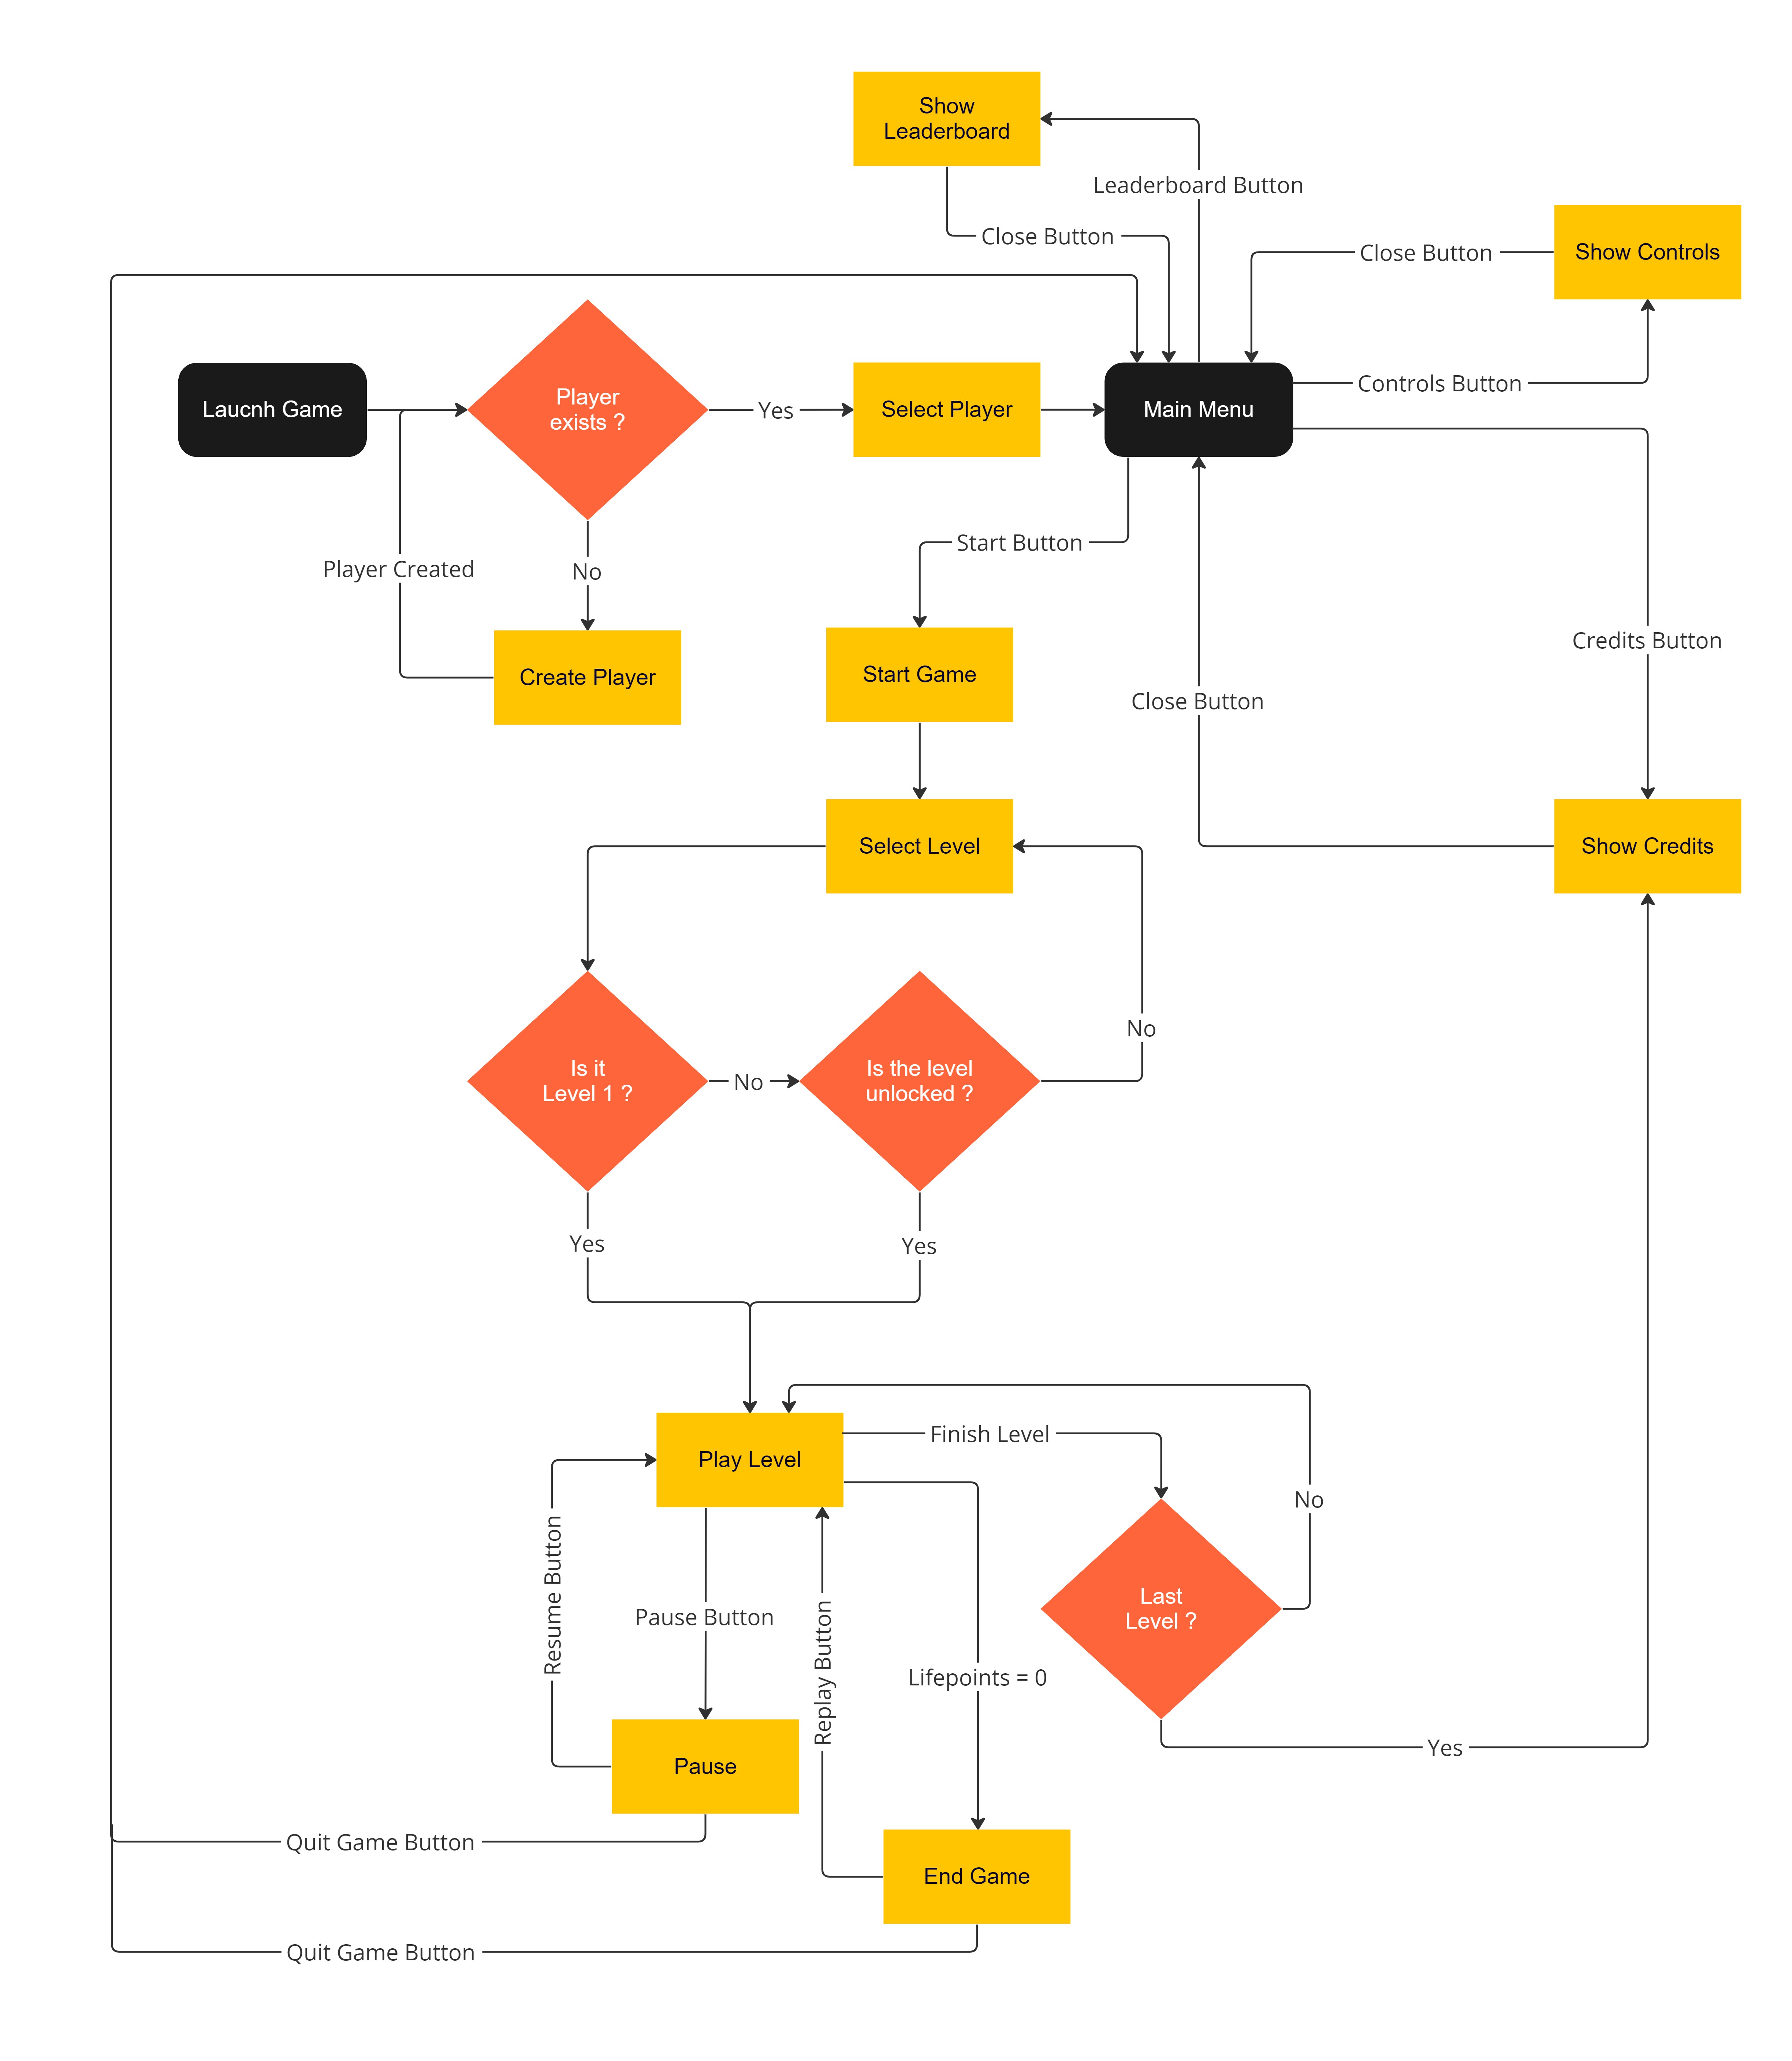 Show
Leaderboard
Leaderboard Button
Close Button
Close Button
Show Controls
Laucnh Game
Player
exists ?
Yes
Select Player
Main Menu
Controls Button
Start Button
Player Created
No
Credits Button
Create Player
Start Game
Close Button
Select Level
Show Credits
No
Is it
Level 1 ?
No
Is the level
unlocked ?
Yes
Yes
Finish Level
Play Level
No
Resume Button
Pause Button
Replay Button
Last
Level ?
Lifepoints = 0
Yes
Pause
Quit Game Button
End Game
Quit Game Button